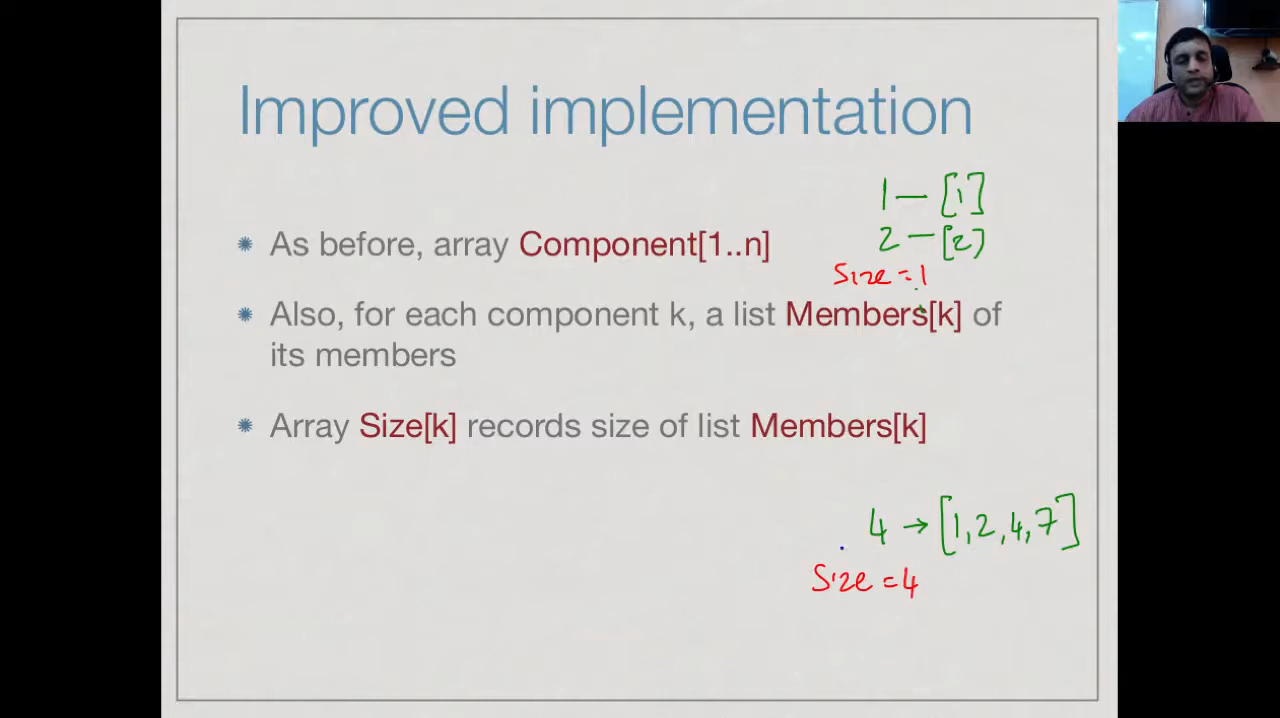 Improved implementation
1 — [1]
2 — [2]
As before, array Component[1..n]
Size = 1
Also, for each component k, a list Members[k] of
its members
Array Size[k] records size of list Members[k]
4 → [1, 2, 4, 7]
Size = 4